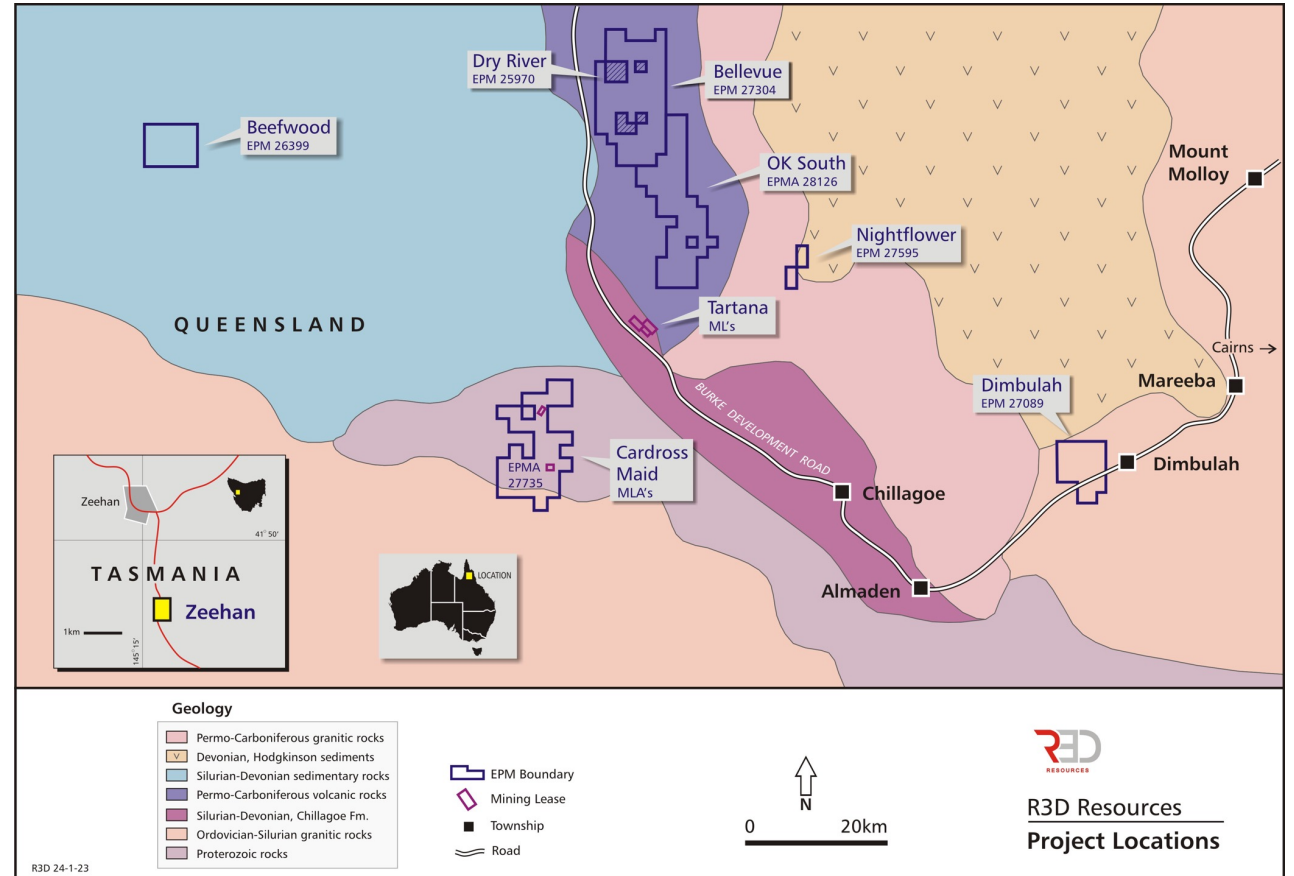 Dry River
EPM 25970
Bellevue
EPM 27304
Beefwood
EPM 26399
Mount
Molloy
OK South
EPMA 28126
Nightflower
EPM 27595
Tartana
ML's
QUEENSLAND
Cairns →
Mareeba
Dimbulah
EPM 27089
BURKE DEVELOPMENT ROAD
Cardross
Maid
MLA's
EPMA
27735
Dimbulah
Chillagoe
Almaden
Zeehan
41° 50'
TASMANIA
Zeehan
1km
145° 15'
LOCATION
Geology
Permo-Carboniferous granitic rocks
Devonian, Hodgkinson sediments
Silurian-Devonian sedimentary rocks
Permo-Carboniferous volcanic rocks
Silurian-Devonian, Chillagoe Fm.
Ordovician-Silurian granitic rocks
Proterozoic rocks
EPM Boundary
Mining Lease
Township
Road
N
0 20km
R3D
RESOURCES
R3D Resources
Project Locations
R3D 24-1-23